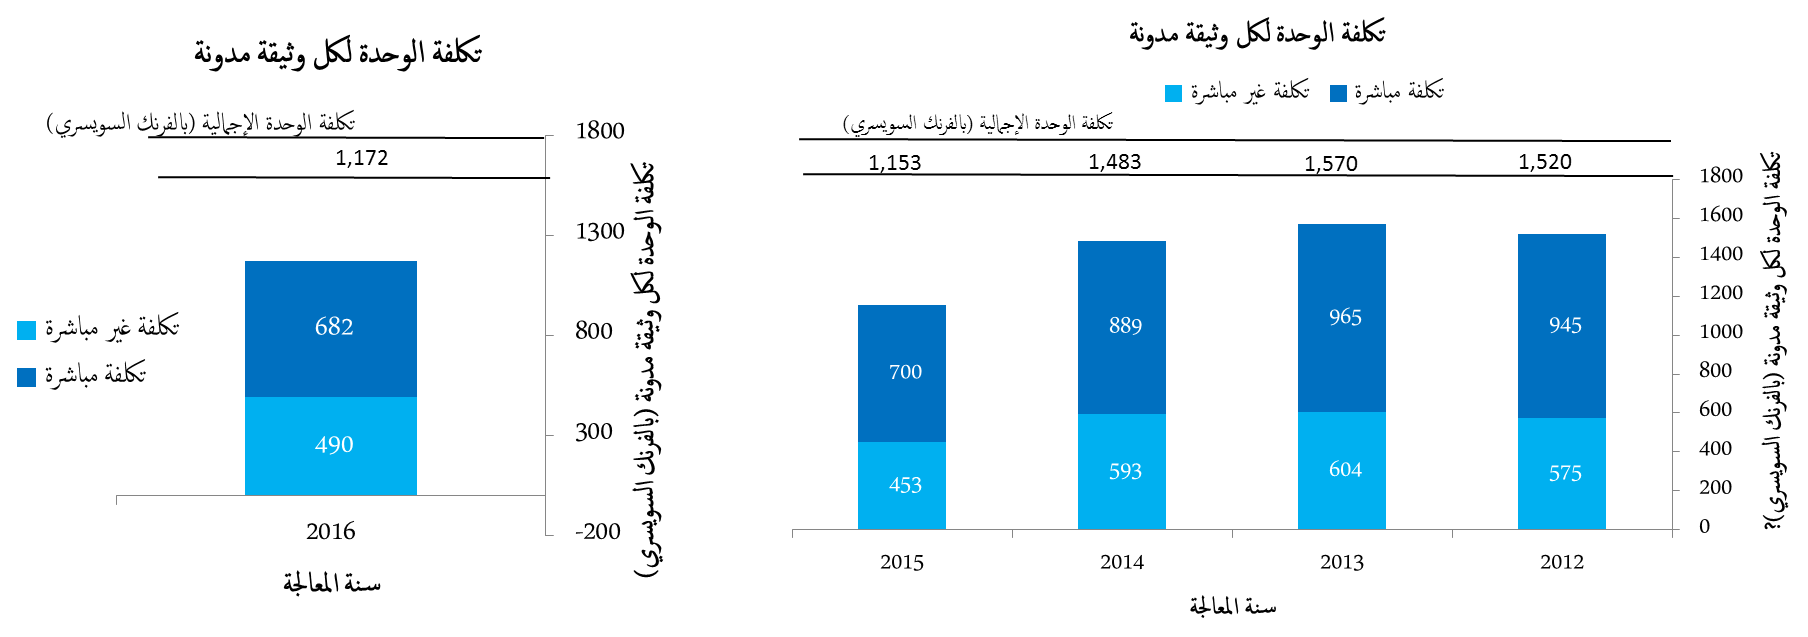 تكلفة الوحدة لكل وثيقة مدونة
تكلفة مباشرة
تكلفة غير مباشرة
تكلفة الوحدة الإجمالية (بالفرنك السويسري)
1,153 1,483 1,570 1,520
1800
1600
1400
1200
1000
800
600
400
200
0
تكلفة الوحدة لكل وثيقة مدونة (بالفرنك السويسري)?
700 889 965 945
453 593 604 575
2015 2014 2013 2012
سنة المعالجة
تكلفة الوحدة لكل وثيقة مدونة
تكلفة الوحدة الإجمالية (بالفرنك السويسري)
1,172
1800
1300
800
300
-200
تكلفة الوحدة لكل وثيقة مدونة (بالفرنك السويسري)
682
490
تكلفة غير مباشرة
تكلفة مباشرة
2016
سنة المعالجة